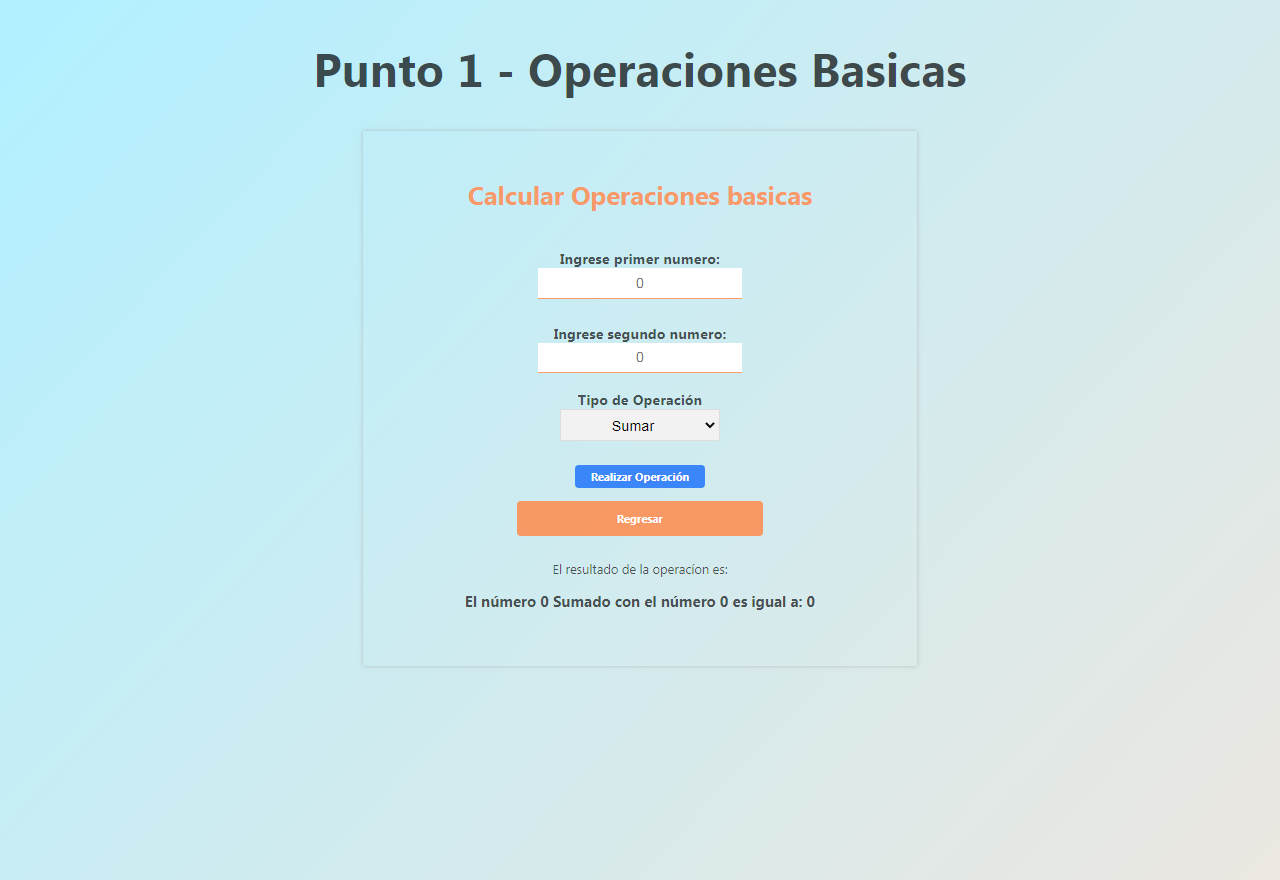 Punto 1 - Operaciones Basicas
Calcular Operaciones basicas
Ingrese primer numero:
0
Ingrese segundo numero:
0
Tipo de Operación
Sumar
Realizar Operación
Regresar
El resultado de la operacíon es:
El número 0 Sumado con el número 0 es igual a: 0